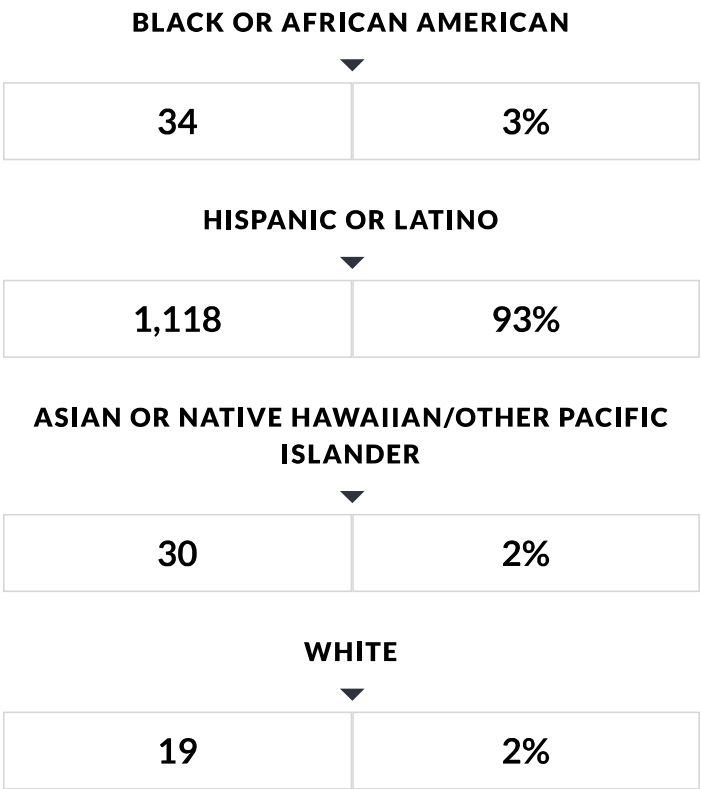 BLACK OR AFRICAN AMERICAN
34 3%
HISPANIC OR LATINO
1,118 93%
ASIAN OR NATIVE HAWAIIAN/OTHER PACIFIC
ISLANDER
30 2%
WHITE
19 2%